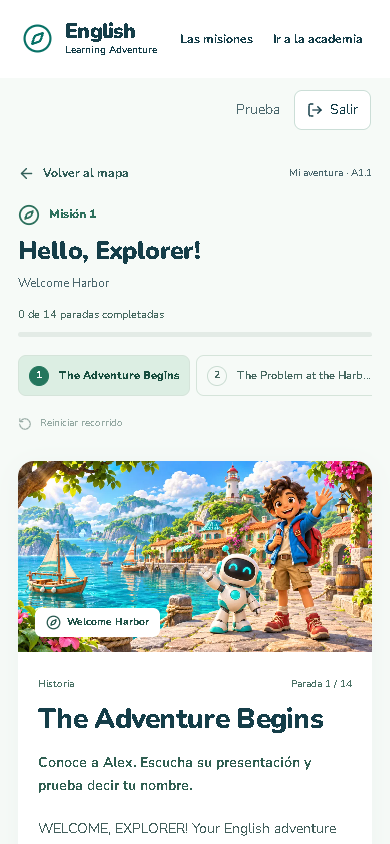 English
Learning Adventure
Las misiones
Ir a la academia
Prueba
Salir
Volver al mapa
Mi aventura · A1.1
Misión 1
Hello, Explorer!
Welcome Harbor
0 de 14 paradas completadas
1 The Adventure Begins
2 The Problem at the Harb...
Reiniciar recorrido
Welcome Harbor
Historia
Parada 1 / 14
The Adventure Begins
Conoce a Alex. Escucha su presentación y
prueba decir tu nombre.
WELCOME, EXPLORER! Your English adventure